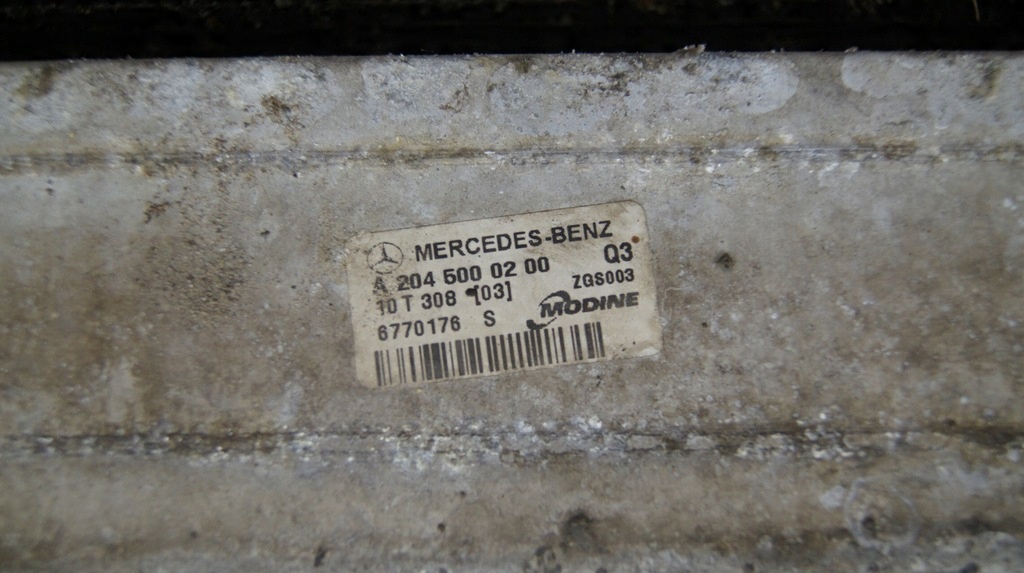 MERCEDES-BENZ
A 204 500 02 00 Q3
10 T 308 [03] ZGS003
6770176 S MODINE